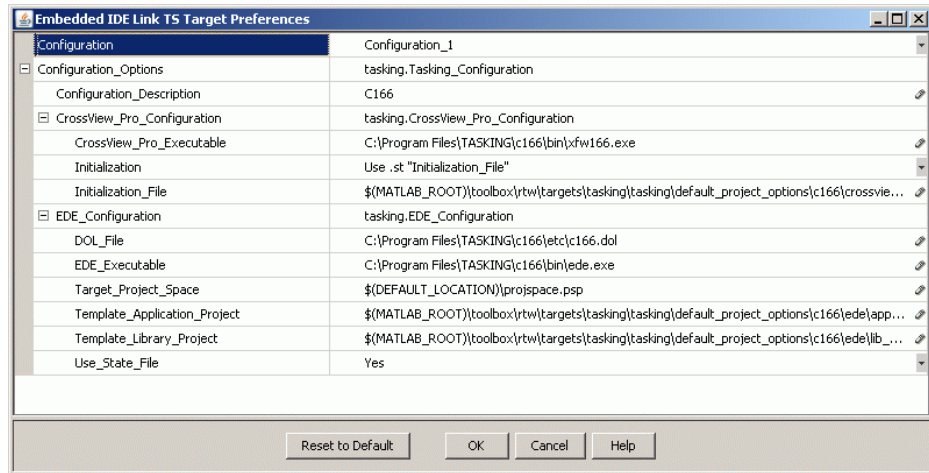 Embedded IDE Link TS Target Preferences
Configuration Configuration_1
Configuration_Options tasking.Tasking_Configuration
Configuration_Description C166
CrossView_Pro_Configuration tasking.CrossView_Pro_Configuration
CrossView_Pro_Executable C:\Program Files\TASKING\c166\bin\xfw166.exe
Initialization Use .st "Initialization_File"
Initialization_File $(MATLAB_ROOT)\toolbox\rtw\targets\tasking\tasking\default_project_options\c166\crossvie...
EDE_Configuration tasking.EDE_Configuration
DOL_File C:\Program Files\TASKING\c166\etc\c166.dol
EDE_Executable C:\Program Files\TASKING\c166\bin\ede.exe
Target_Project_Space $(DEFAULT_LOCATION)\projspace.psp
Template_Application_Project $(MATLAB_ROOT)\toolbox\rtw\targets\tasking\tasking\default_project_options\c166\ede\app...
Template_Library_Project $(MATLAB_ROOT)\toolbox\rtw\targets\tasking\tasking\default_project_options\c166\ede\lib_...
Use_State_File Yes
Reset to Default OK Cancel Help